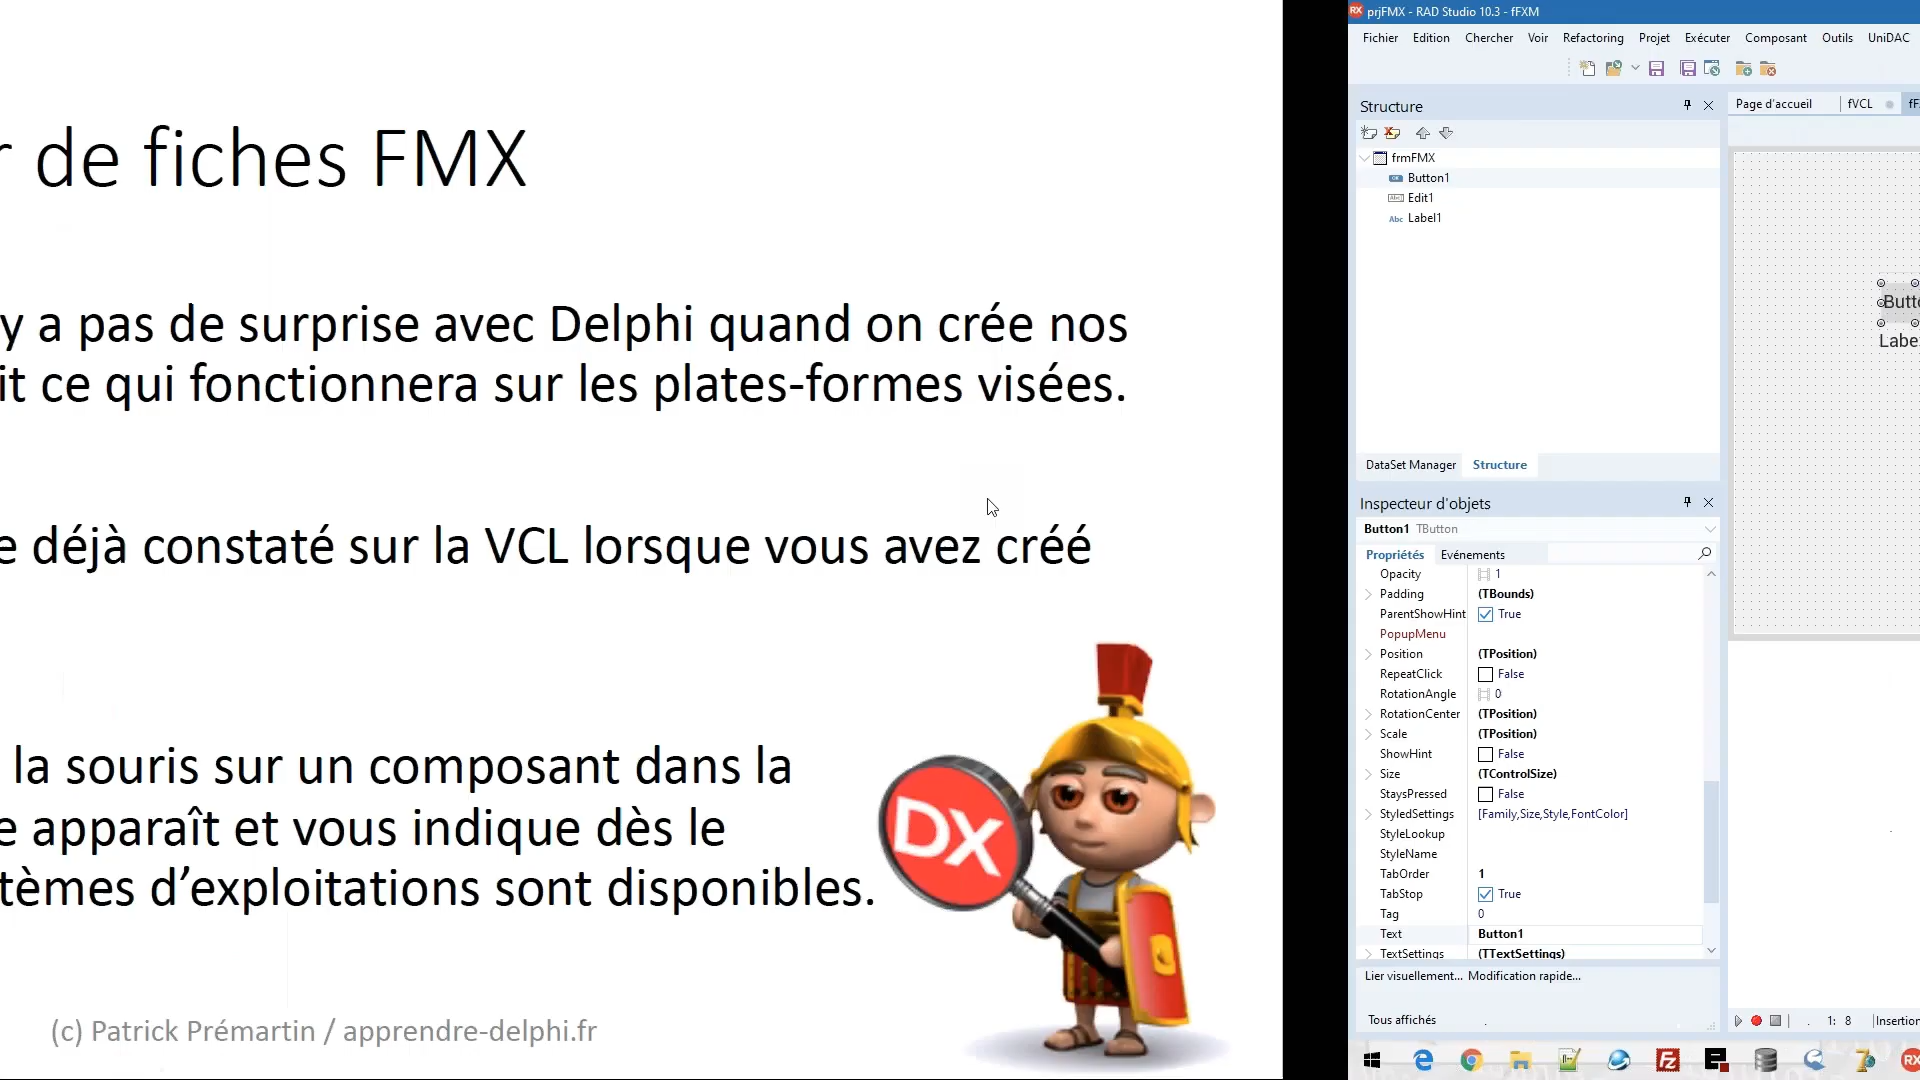 r de fiches FMX
y a pas de surprise avec Delphi quand on crée nos
it ce qui fonctionnera sur les plates-formes visées.
e déjà constaté sur la VCL lorsque vous avez créé
la souris sur un composant dans la
e apparaît et vous indique dès le
tèmes d’exploitations sont disponibles.
DX
(c) Patrick Prémartin / apprendre-delphi.fr
RX prjFMX - RAD Studio 10.3 - fFXM
Fichier Edition Chercher Voir Refactoring Projet Exécuter Composant Outils UniDAC
Structure
frmFMX
Button1
Edit1
Abc Label1
DataSet Manager Structure
Inspecteur d'objets
Button1 TButton
Propriétés Evénements
Opacity 1
Padding (TBounds)
ParentShowHint True
PopupMenu
Position (TPosition)
RepeatClick False
RotationAngle 0
RotationCenter (TPosition)
Scale (TPosition)
ShowHint False
Size (TControlSize)
StaysPressed False
StyledSettings [Family,Size,Style,FontColor]
StyleLookup
StyleName
TabOrder 1
TabStop True
Tag 0
Text Button1
TextSettings (TTextSettings)
Lier visuellement... Modification rapide...
Tous affichés
Page d'accueil fVCL fF
Butto
Labe
1: 8 Insertion